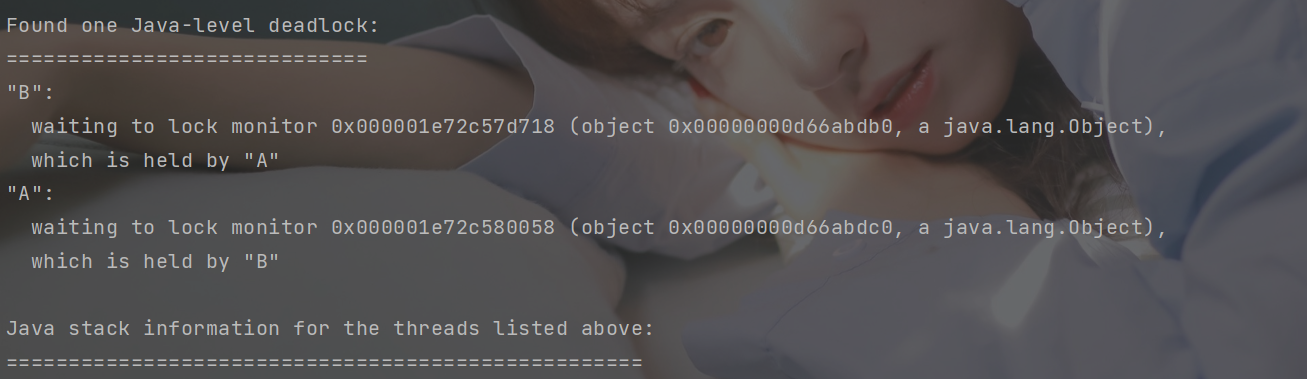 Found one Java-level deadlock:
=============================
"B":
  waiting to lock monitor 0x000001e72c57d718 (object 0x00000000d66abdb0, a java.lang.Object),
  which is held by "A"
"A":
  waiting to lock monitor 0x000001e72c580058 (object 0x00000000d66abdc0, a java.lang.Object),
  which is held by "B"

Java stack information for the threads listed above:
===================================================